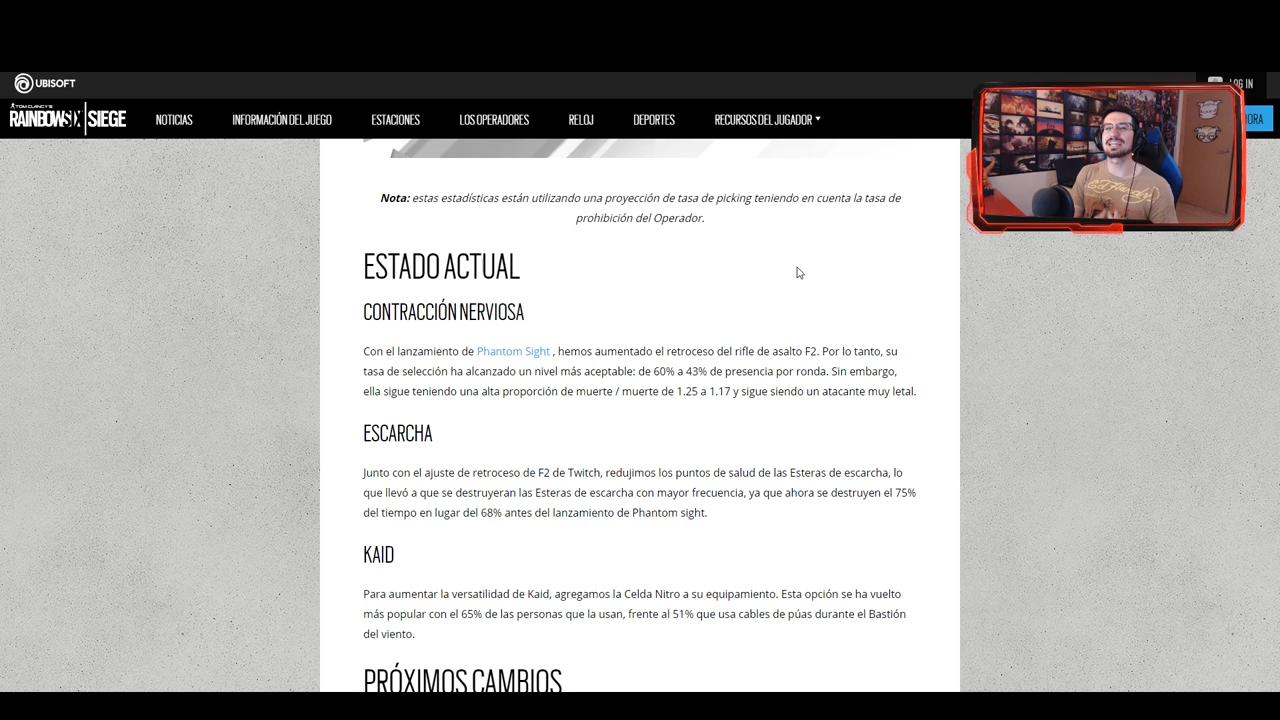 UBISOFT
LOG IN
TOM CLANCY'S
RAINBOW SIX | SIEGE
NOTICIAS
INFORMACIÓN DEL JUEGO
ESTACIONES
LOS OPERADORES
RELOJ
DEPORTES
RECURSOS DEL JUGADOR
Ed Hardy
Nota: estas estadísticas están utilizando una proyección de tasa de picking teniendo en cuenta la tasa de
prohibición del Operador.
ESTADO ACTUAL
CONTRACCIÓN NERVIOSA
Con el lanzamiento de Phantom Sight , hemos aumentado el retroceso del rifle de asalto F2. Por lo tanto, su
tasa de selección ha alcanzado un nivel más aceptable: de 60% a 43% de presencia por ronda. Sin embargo,
ella sigue teniendo una alta proporción de muerte / muerte de 1.25 a 1.17 y sigue siendo un atacante muy letal.
ESCARCHA
Junto con el ajuste de retroceso de F2 de Twitch, redujimos los puntos de salud de las Esteras de escarcha, lo
que llevó a que se destruyeran las Esteras de escarcha con mayor frecuencia, ya que ahora se destruyen el 75%
del tiempo en lugar del 68% antes del lanzamiento de Phantom sight.
KAID
Para aumentar la versatilidad de Kaid, agregamos la Celda Nitro a su equipamiento. Esta opción se ha vuelto
más popular con el 65% de las personas que la usan, frente al 51% que usa cables de púas durante el Bastión
del viento.
PRÓXIMOS CAMBIOS